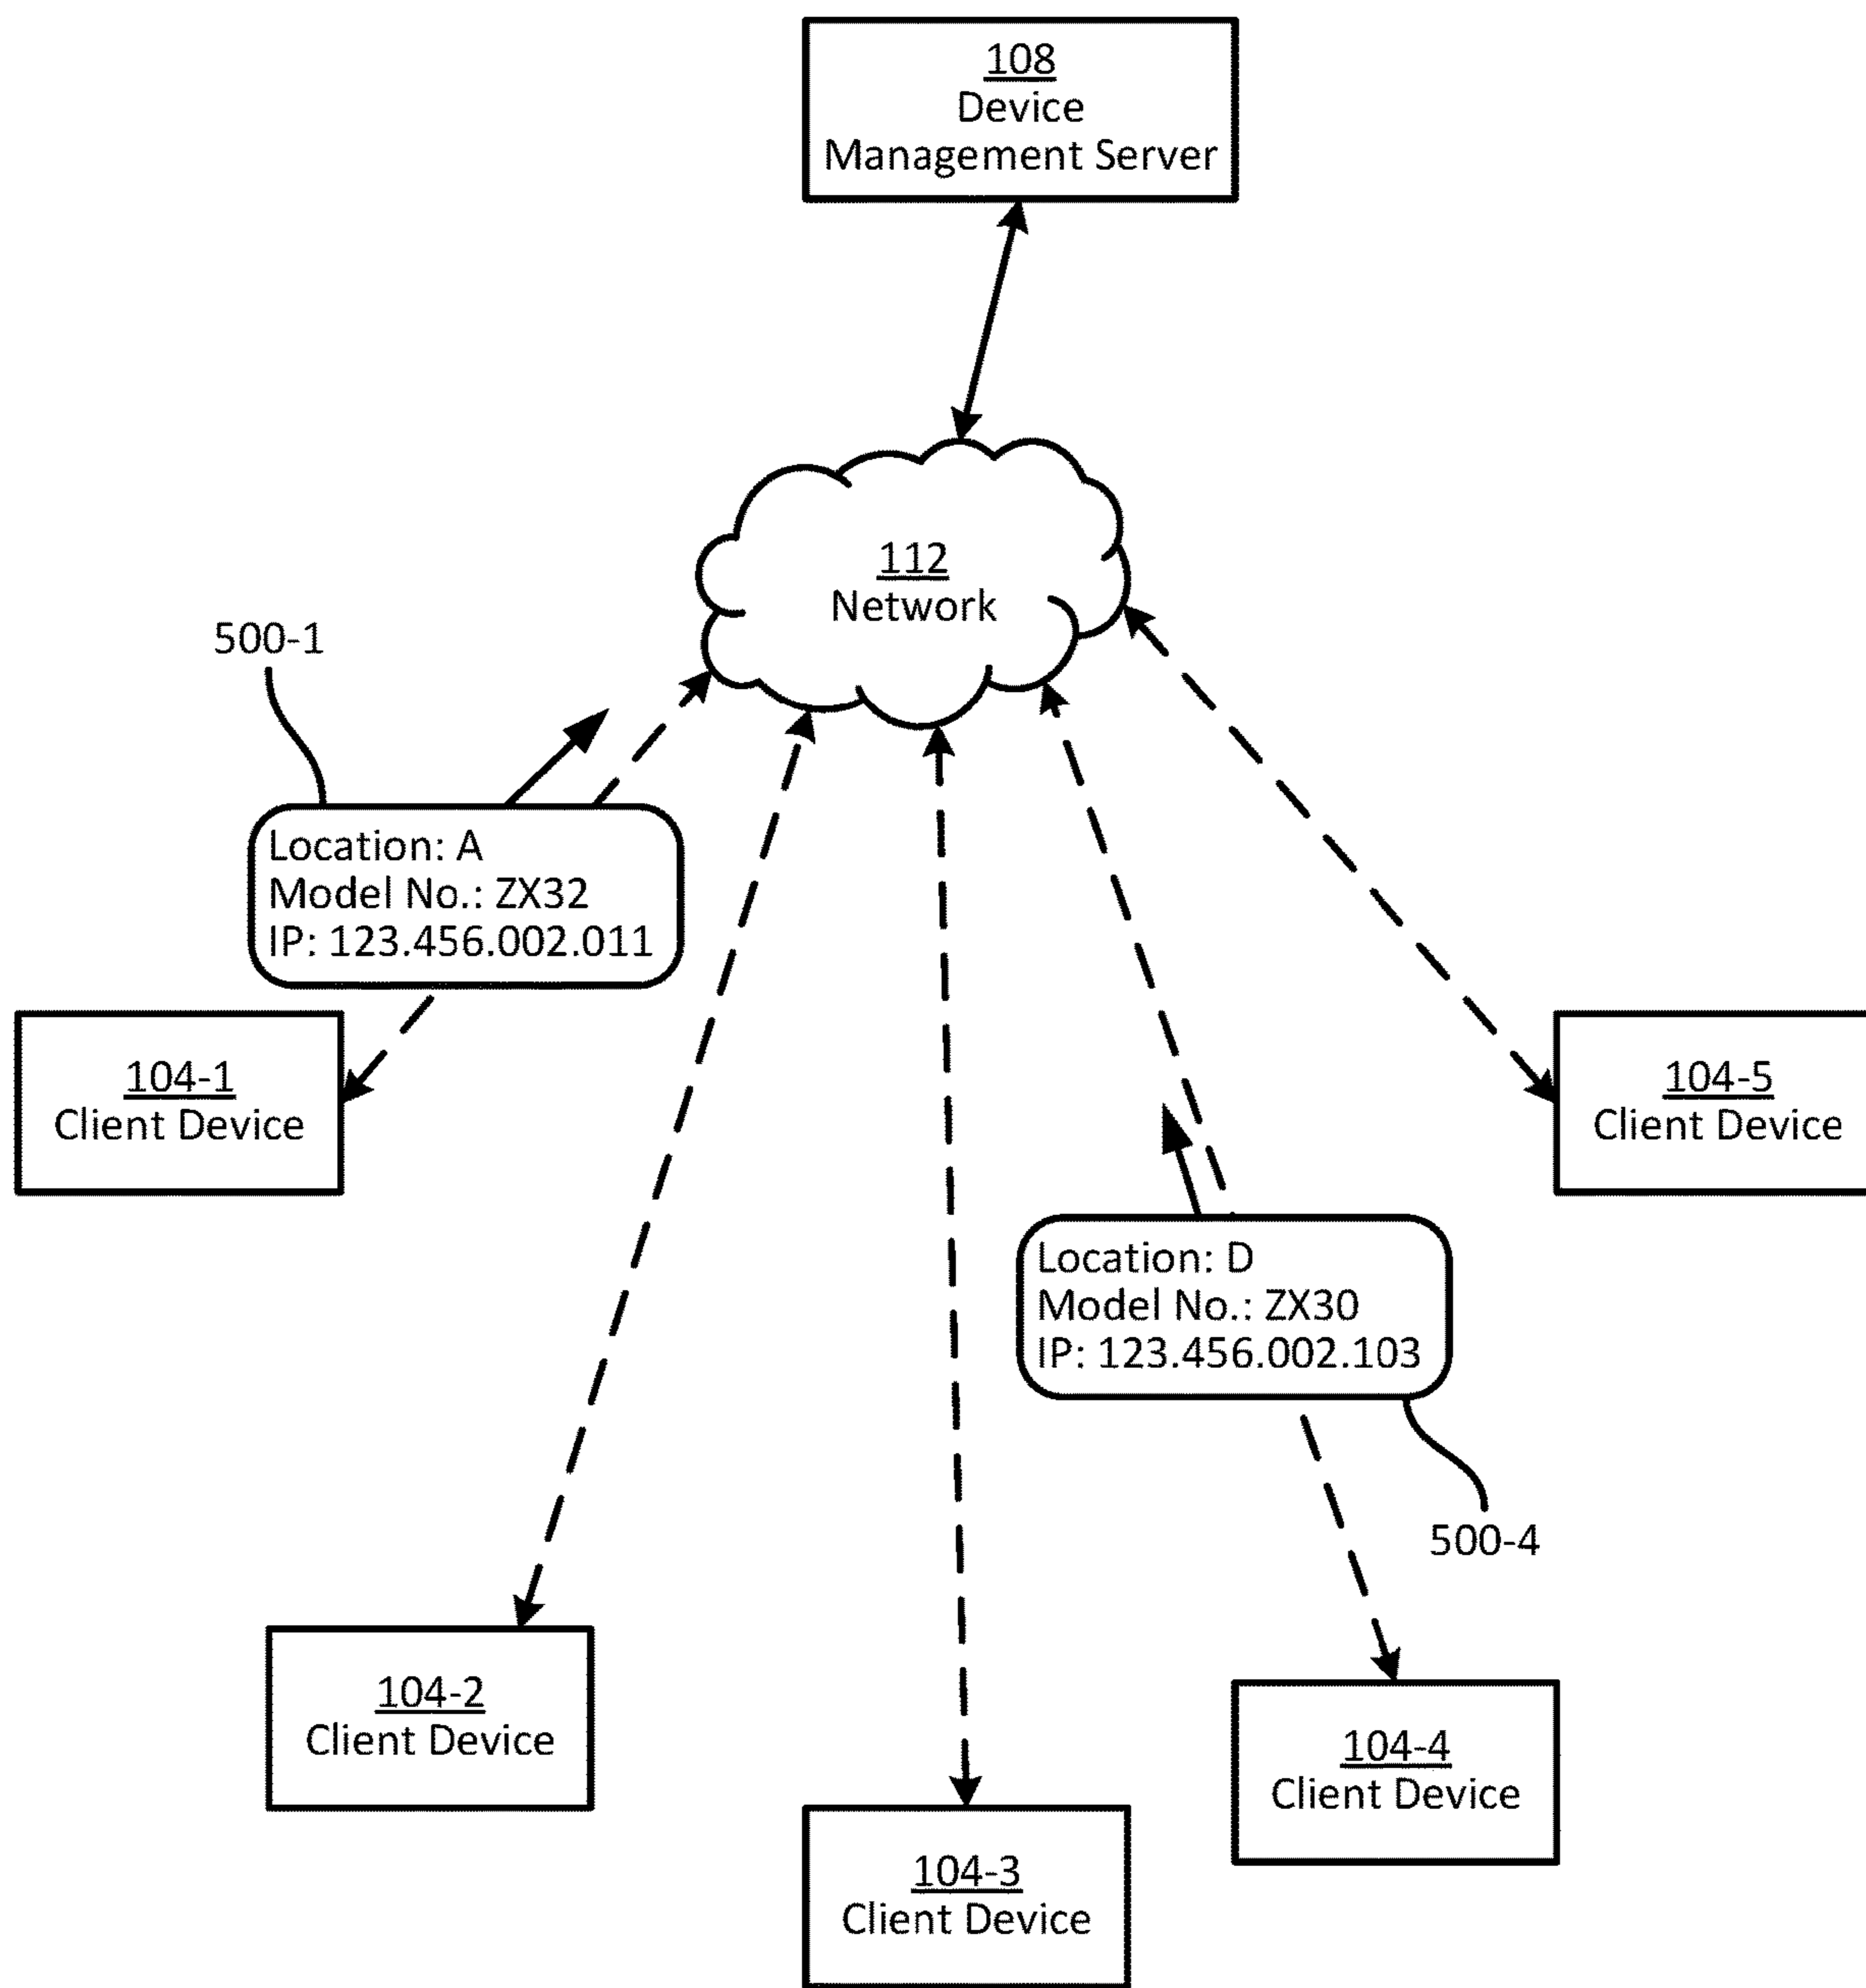 108
Device
Management Server
112
Network
500-1
Location: A
Model No.: ZX32
IP: 123.456.002.011
104-1
Client Device
104-5
Client Device
Location: D
Model No.: ZX30
IP: 123.456.002.103
500-4
104-2
Client Device
104-4
Client Device
104-3
Client Device